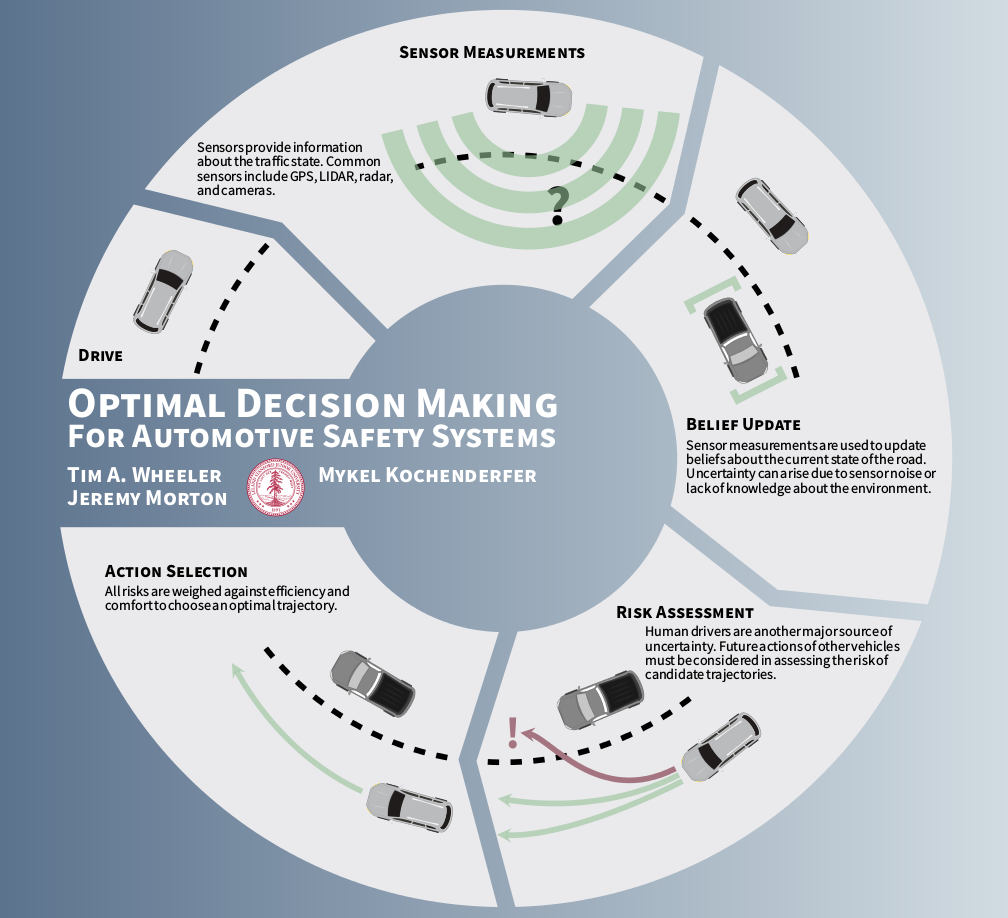 SENSOR MEASUREMENTS
Sensors provide information
about the traffic state. Common
sensors include GPS, LIDAR, radar,
and cameras.
?
DRIVE
OPTIMAL DECISION MAKING
FOR AUTOMOTIVE SAFETY SYSTEMS
TIM A. WHEELER
MYKEL KOCHENDERFER
JEREMY MORTON
BELIEF UPDATE
Sensor measurements are used to update
beliefs about the current state of the road.
Uncertainty can arise due to sensor noise or
lack of knowledge about the environment.
RISK ASSESSMENT
Human drivers are another major source of
uncertainty. Future actions of other vehicles
must be considered in assessing the risk of
candidate trajectories.
!
ACTION SELECTION
All risks are weighed against efficiency and
comfort to choose an optimal trajectory.